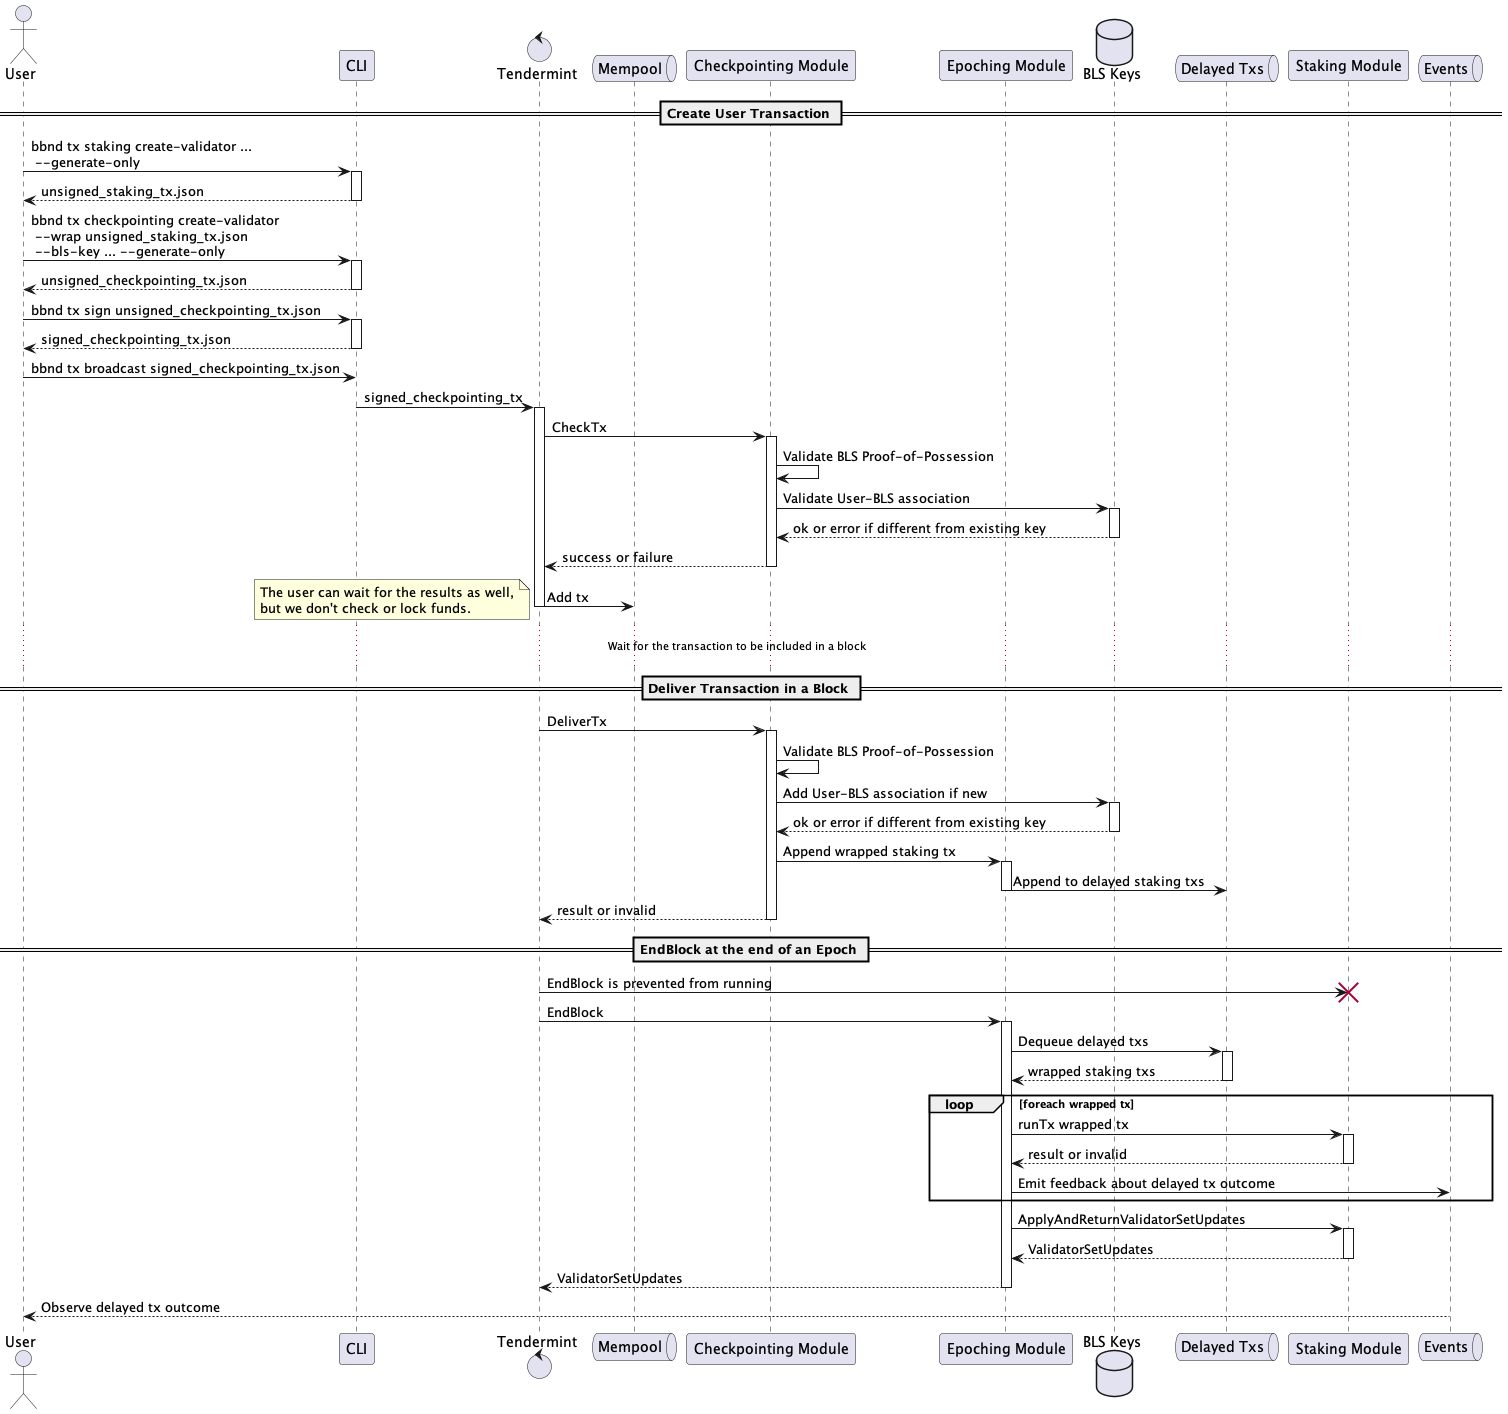 User
CLI
Tendermint
Mempool
Checkpointing Module
Epoching Module
BLS Keys
Delayed Txs
Staking Module
Events
Create User Transaction
bbnd tx staking create-validator ...
--generate-only
unsigned_staking_tx.json
bbnd tx checkpointing create-validator
--wrap unsigned_staking_tx.json
--bls-key ... --generate-only
unsigned_checkpointing_tx.json
bbnd tx sign unsigned_checkpointing_tx.json
signed_checkpointing_tx.json
bbnd tx broadcast signed_checkpointing_tx.json
signed_checkpointing_tx
CheckTx
Validate BLS Proof-of-Possession
Validate User-BLS association
ok or error if different from existing key
success or failure
The user can wait for the results as well,
but we don't check or lock funds.
Add tx
Wait for the transaction to be included in a block
Deliver Transaction in a Block
DeliverTx
Validate BLS Proof-of-Possession
Add User-BLS association if new
ok or error if different from existing key
Append wrapped staking tx
Append to delayed staking txs
result or invalid
EndBlock at the end of an Epoch
EndBlock is prevented from running
EndBlock
Dequeue delayed txs
wrapped staking txs
loop
[foreach wrapped tx]
runTx wrapped tx
result or invalid
Emit feedback about delayed tx outcome
ApplyAndReturnValidatorSetUpdates
ValidatorSetUpdates
ValidatorSetUpdates
Observe delayed tx outcome
User
CLI
Tendermint
Mempool
Checkpointing Module
Epoching Module
BLS Keys
Delayed Txs
Staking Module
Events